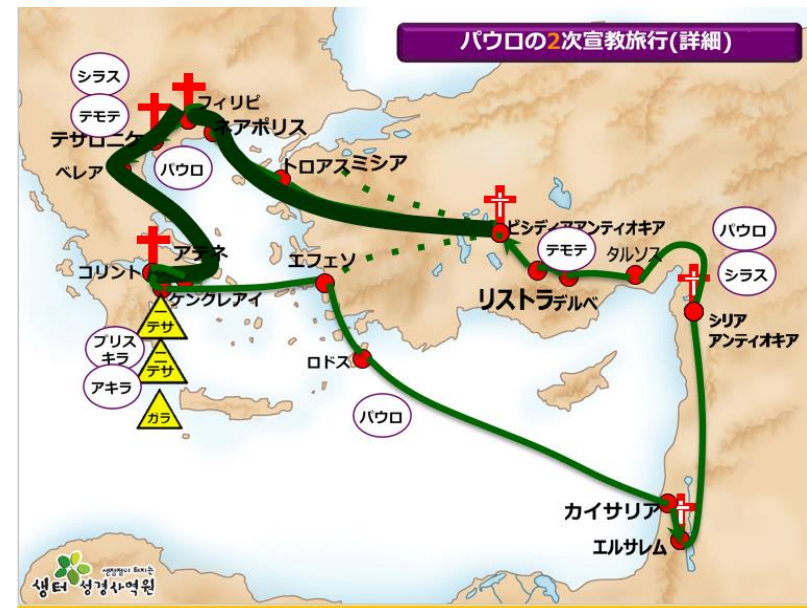 パウロの2次宣教旅行(詳細)
シラス
テモテ
フィリピ
ネアポリス
テサロニケ
ベレア
パウロ
トロアス
ミシア
ピシディアアンティオキア
テモテ
タルソス
パウロ
シラス
アテネ
コリント
エフェソ
ケンクレアイ
リストラ
デルベ
シリア
アンティオキア
一
テサ
プリス
キラ
二
テサ
アキラ
ガラ
ロドス
パウロ
カイサリア
エルサレム
생터 성경사역원